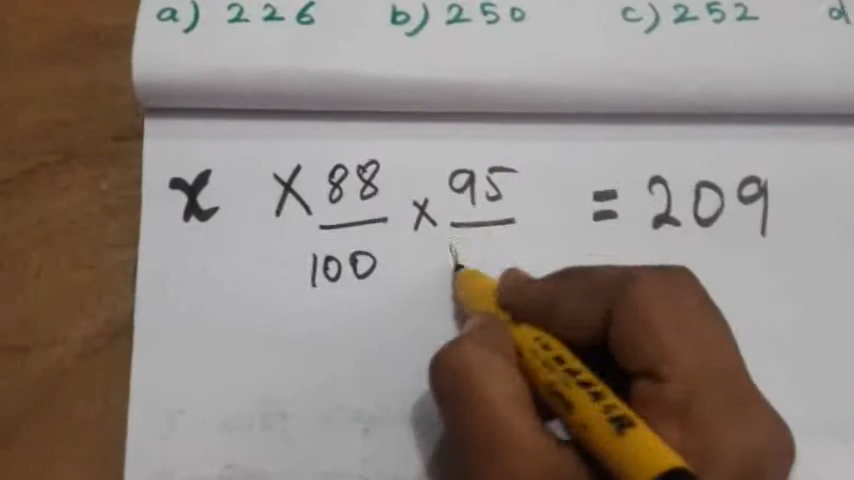 a) 226 b) 250 c) 252 d
x × 88/100 × 95/ = 209